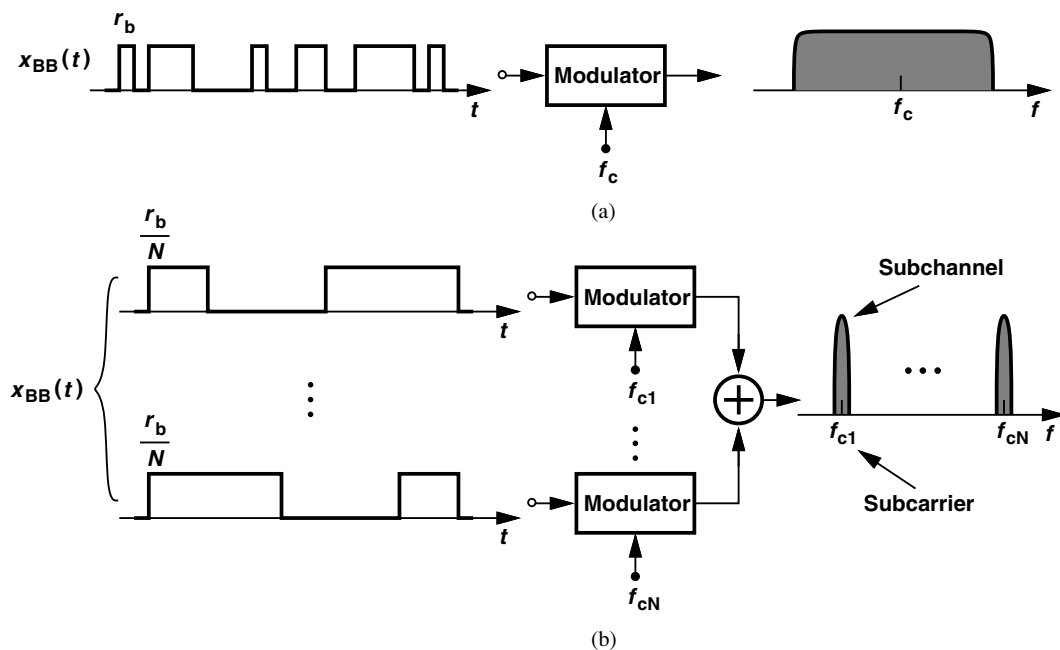 r_b
x_BB(t)
t
Modulator
f_c
f_c
f
(a)
r_b/N
x_BB(t)
t
Modulator
f_c1
r_b/N
t
Modulator
f_cN
+
Subchannel
f_c1
f_cN
f
Subcarrier
(b)